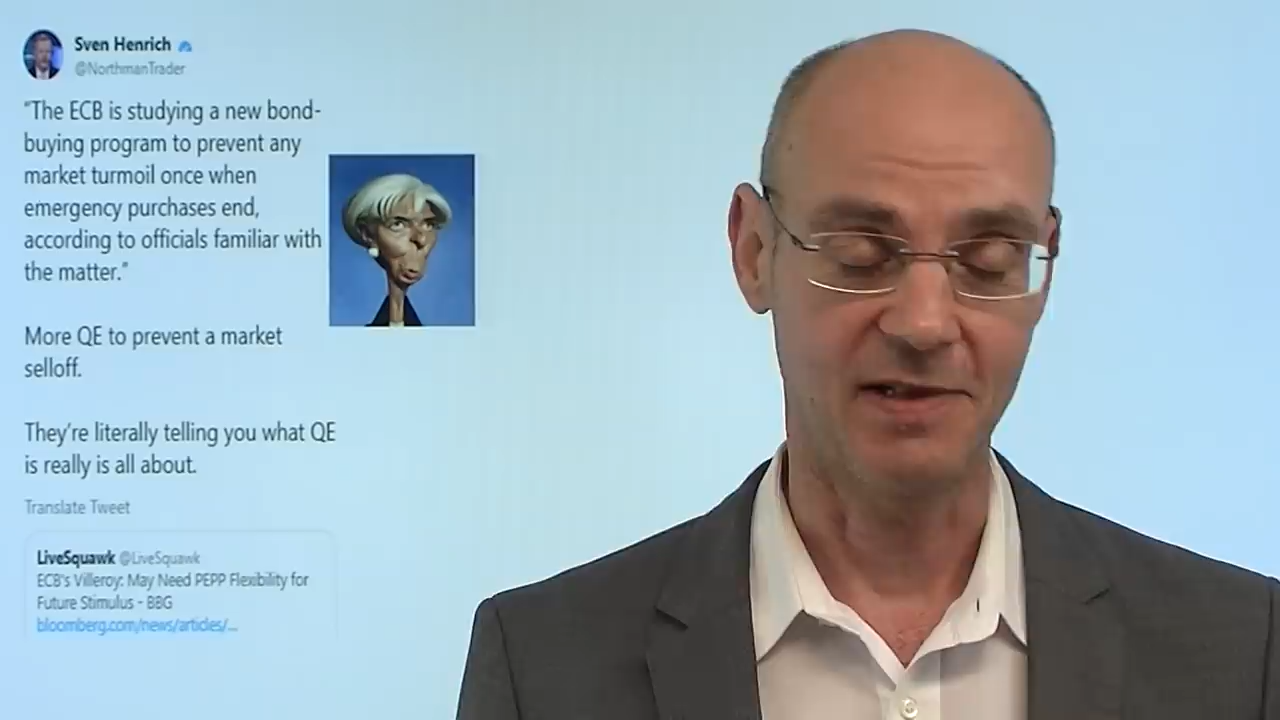 Sven Henrich
@NorthmanTrader
"The ECB is studying a new bond-
buying program to prevent any
market turmoil once when
emergency purchases end,
according to officials familiar with
the matter."
More QE to prevent a market
selloff.
They're literally telling you what QE
is really is all about.
Translate Tweet
LiveSquawk @LiveSquawk
ECB's Villeroy: May Need PEPP Flexibility for
Future Stimulus - BBG
bloomberg.com/news/articles/...